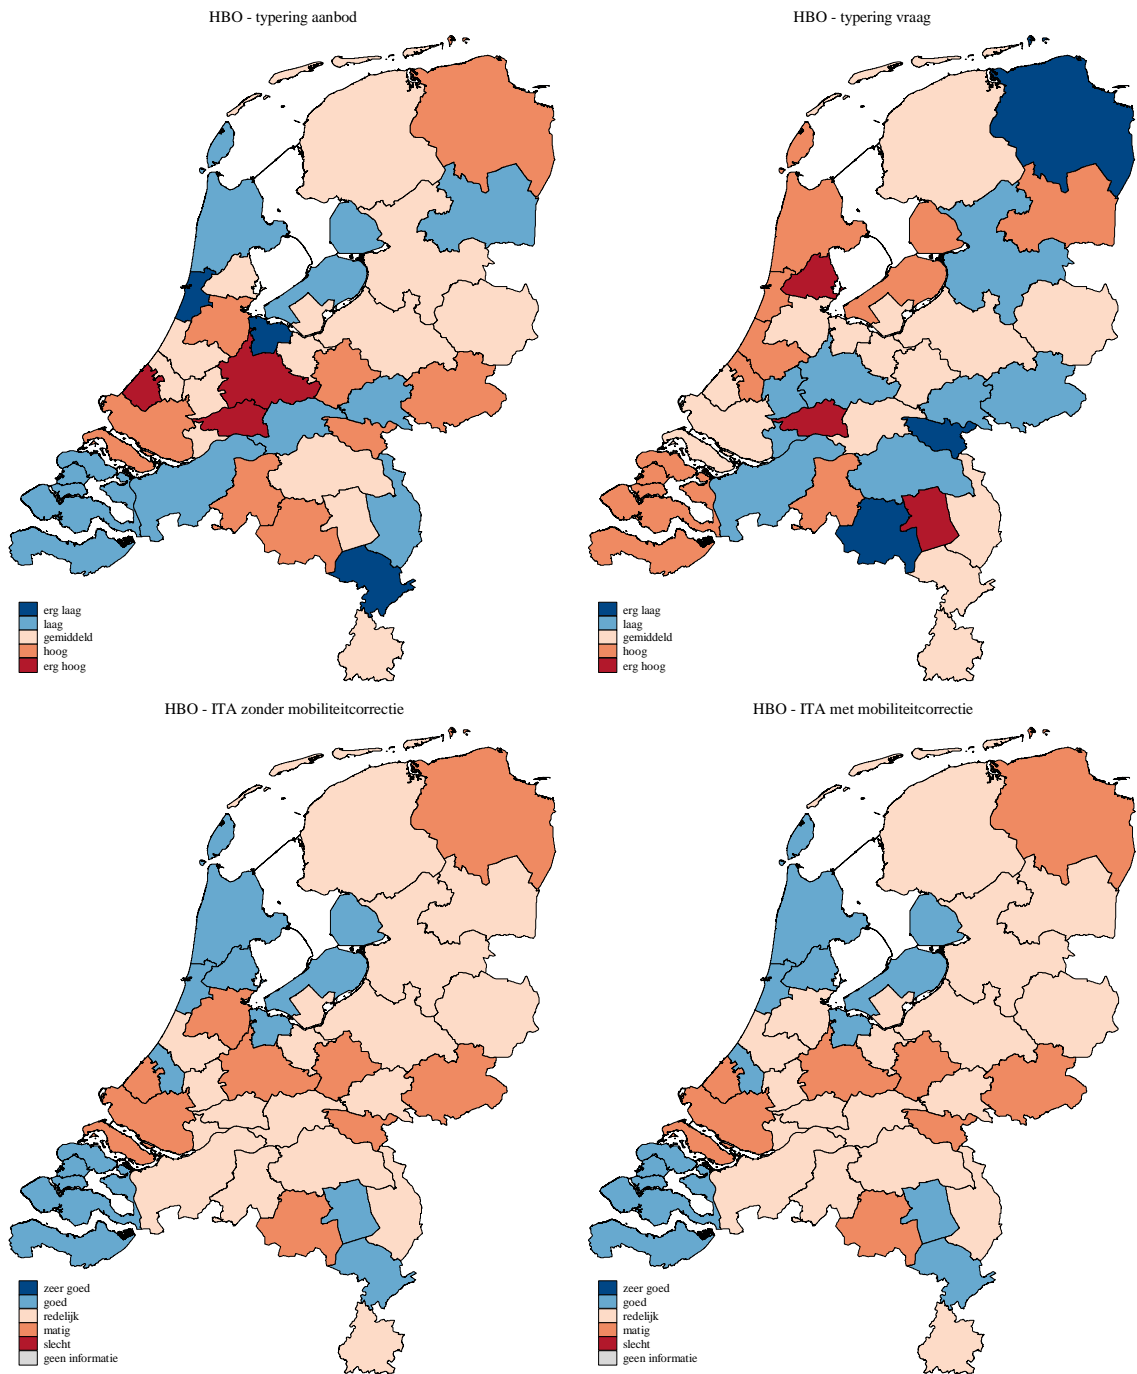 HBO - typering aanbod
erg laag
laag
gemiddeld
hoog
erg hoog
HBO - typering vraag
erg laag
laag
gemiddeld
hoog
erg hoog
HBO - ITA zonder mobiliteitcorrectie
zeer goed
goed
redelijk
matig
slecht
geen informatie
HBO - ITA met mobiliteitcorrectie
zeer goed
goed
redelijk
matig
slecht
geen informatie